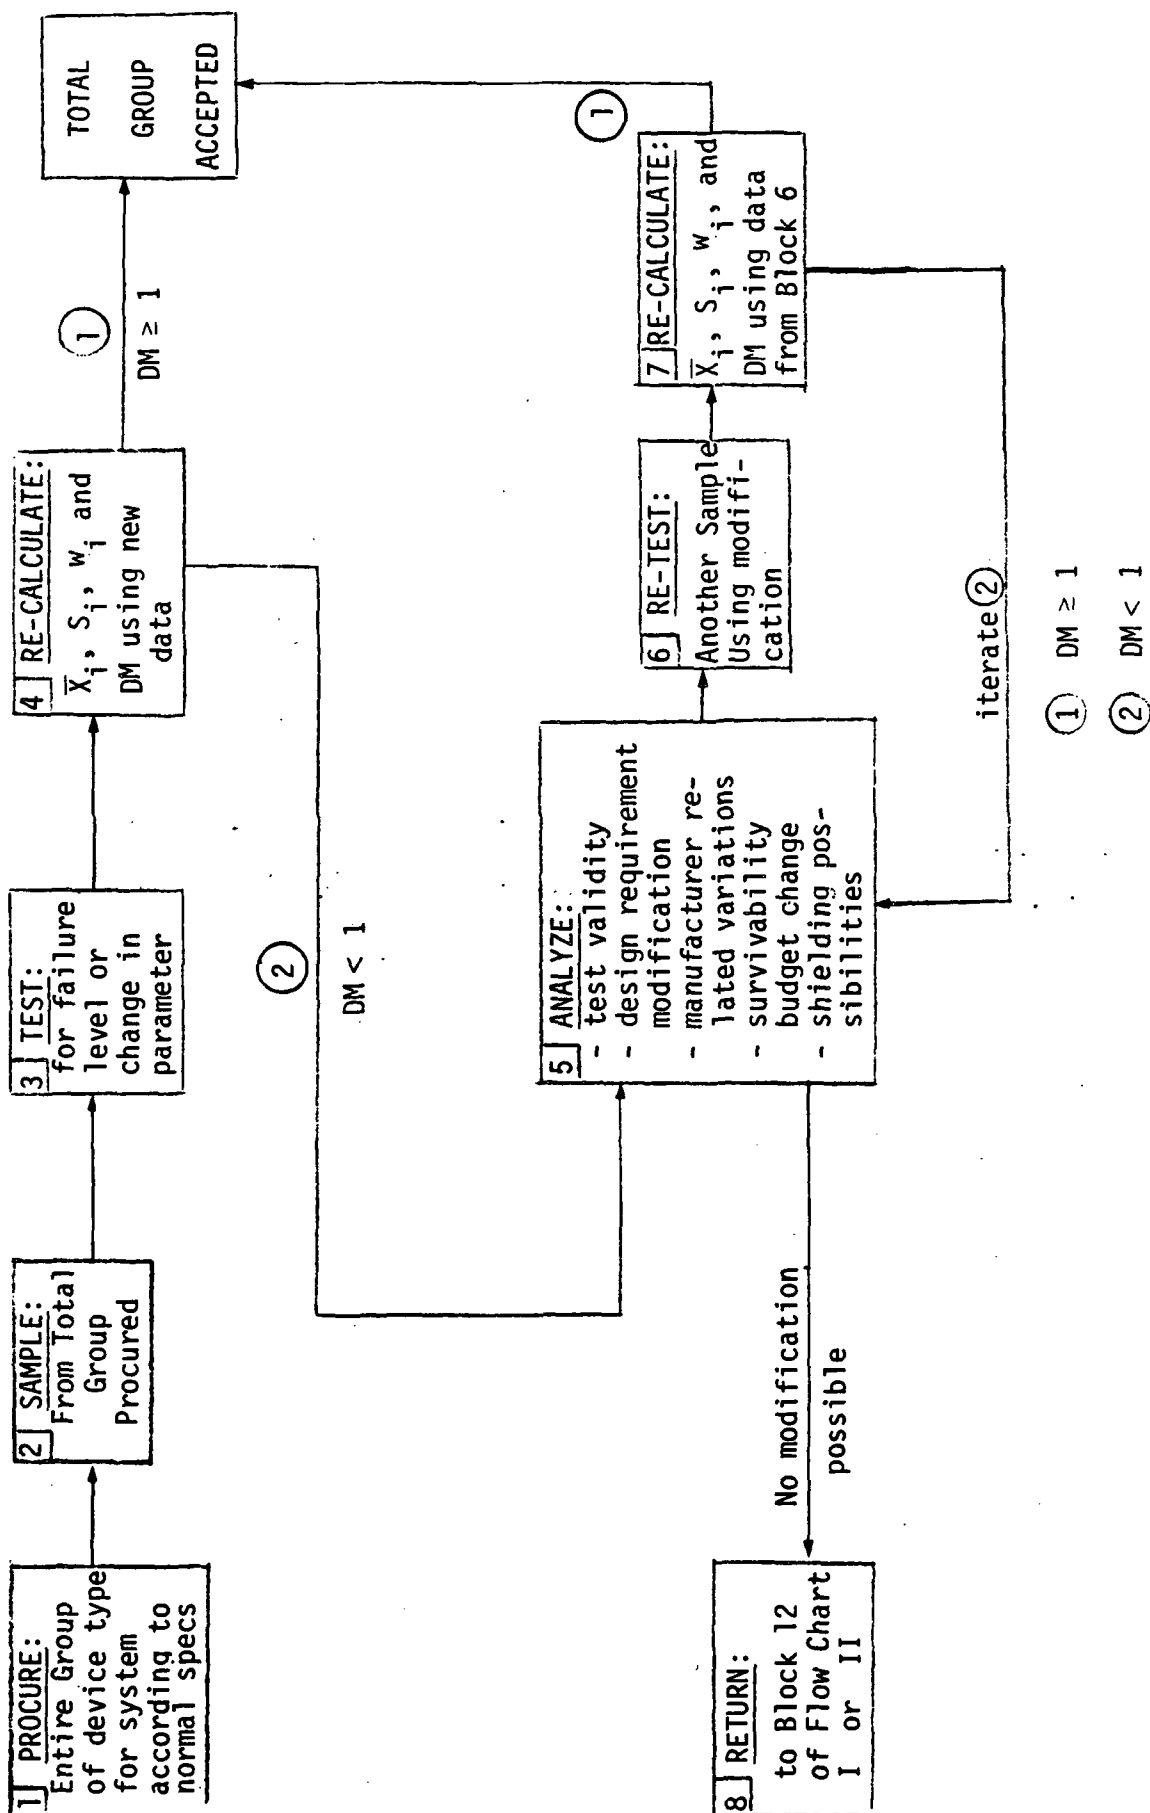 1 PROCURE:
Entire Group
of device type
for system
according to
normal specs
2 SAMPLE:
From Total
Group
Procured
3 TEST:
for failure
level or
change in
parameter
4 RE-CALCULATE:
X̄i, Si, Wi and
DM using new
data
1
DM ≥ 1
TOTAL
GROUP
ACCEPTED
2
DM < 1
5 ANALYZE:
- test validity
- design requirement
modification
- manufacturer re-
lated variations
- survivability
budget change
- shielding pos-
sibilities
6 RE-TEST:
Another Sample
Using modifi-
cation
7 RE-CALCULATE:
X̄i, Si, Wi, and
DM using data
from Block 6
1
iterate 2
No modification
possible
8 RETURN:
to Block 12
of Flow Chart
I or II
1 DM ≥ 1
2 DM < 1